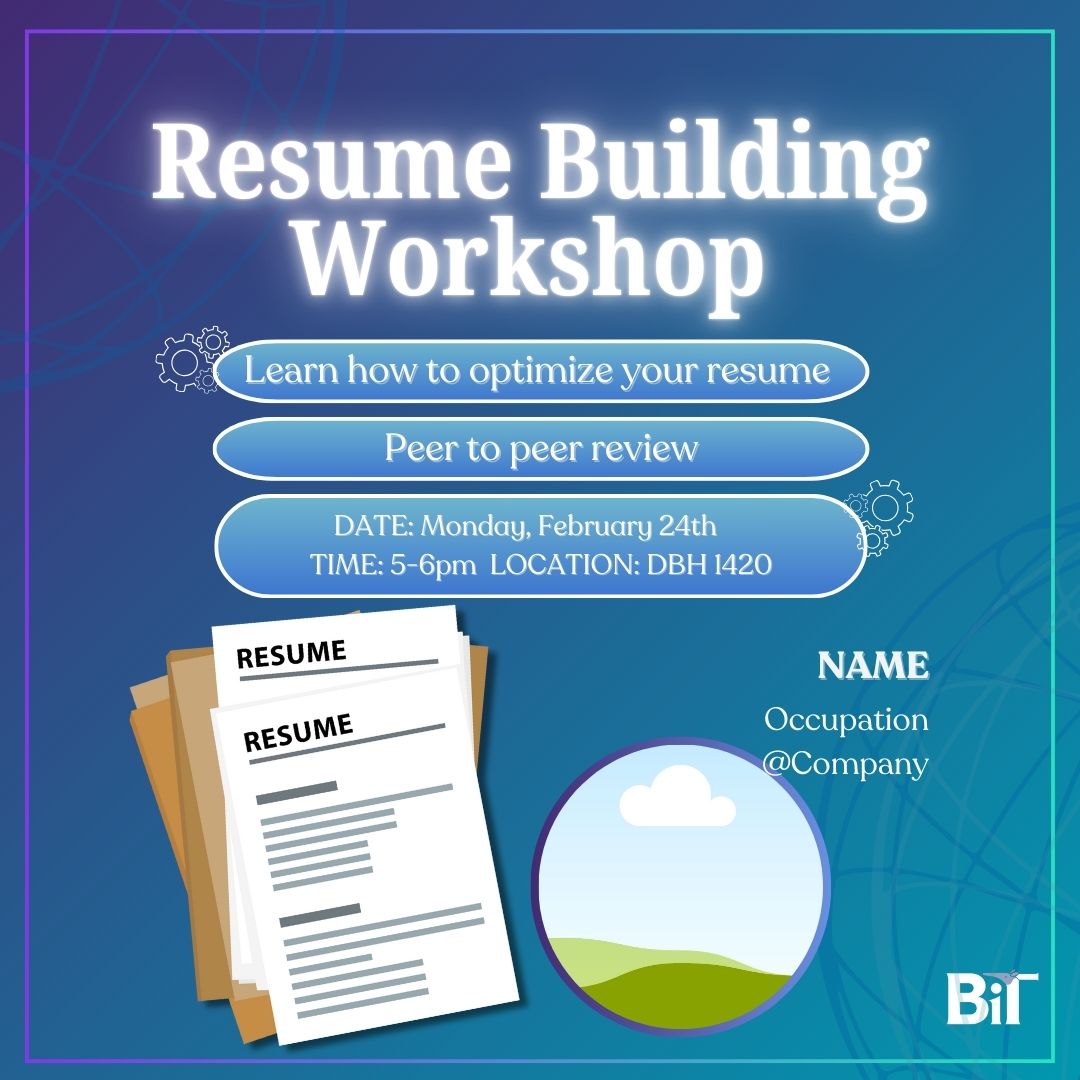 Resume Building
Workshop
Learn how to optimize your resume
Peer to peer review
DATE: Monday, February 24th
TIME: 5-6pm LOCATION: DBH 1420
RESUME
RESUME
NAME
Occupation
@Company
BiT